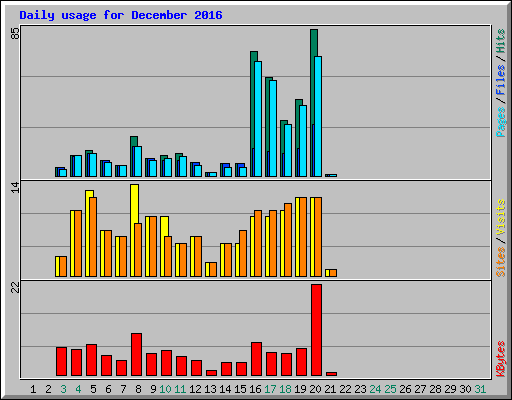 Daily usage for December 2016
85
14
22
Pages / Files / Hits
Sites / Visits
KBytes
1 2 3 4 5 6 7 8 9 10 11 12 13 14 15 16 17 18 19 20 21 22 23 24 25 26 27 28 29 30 31